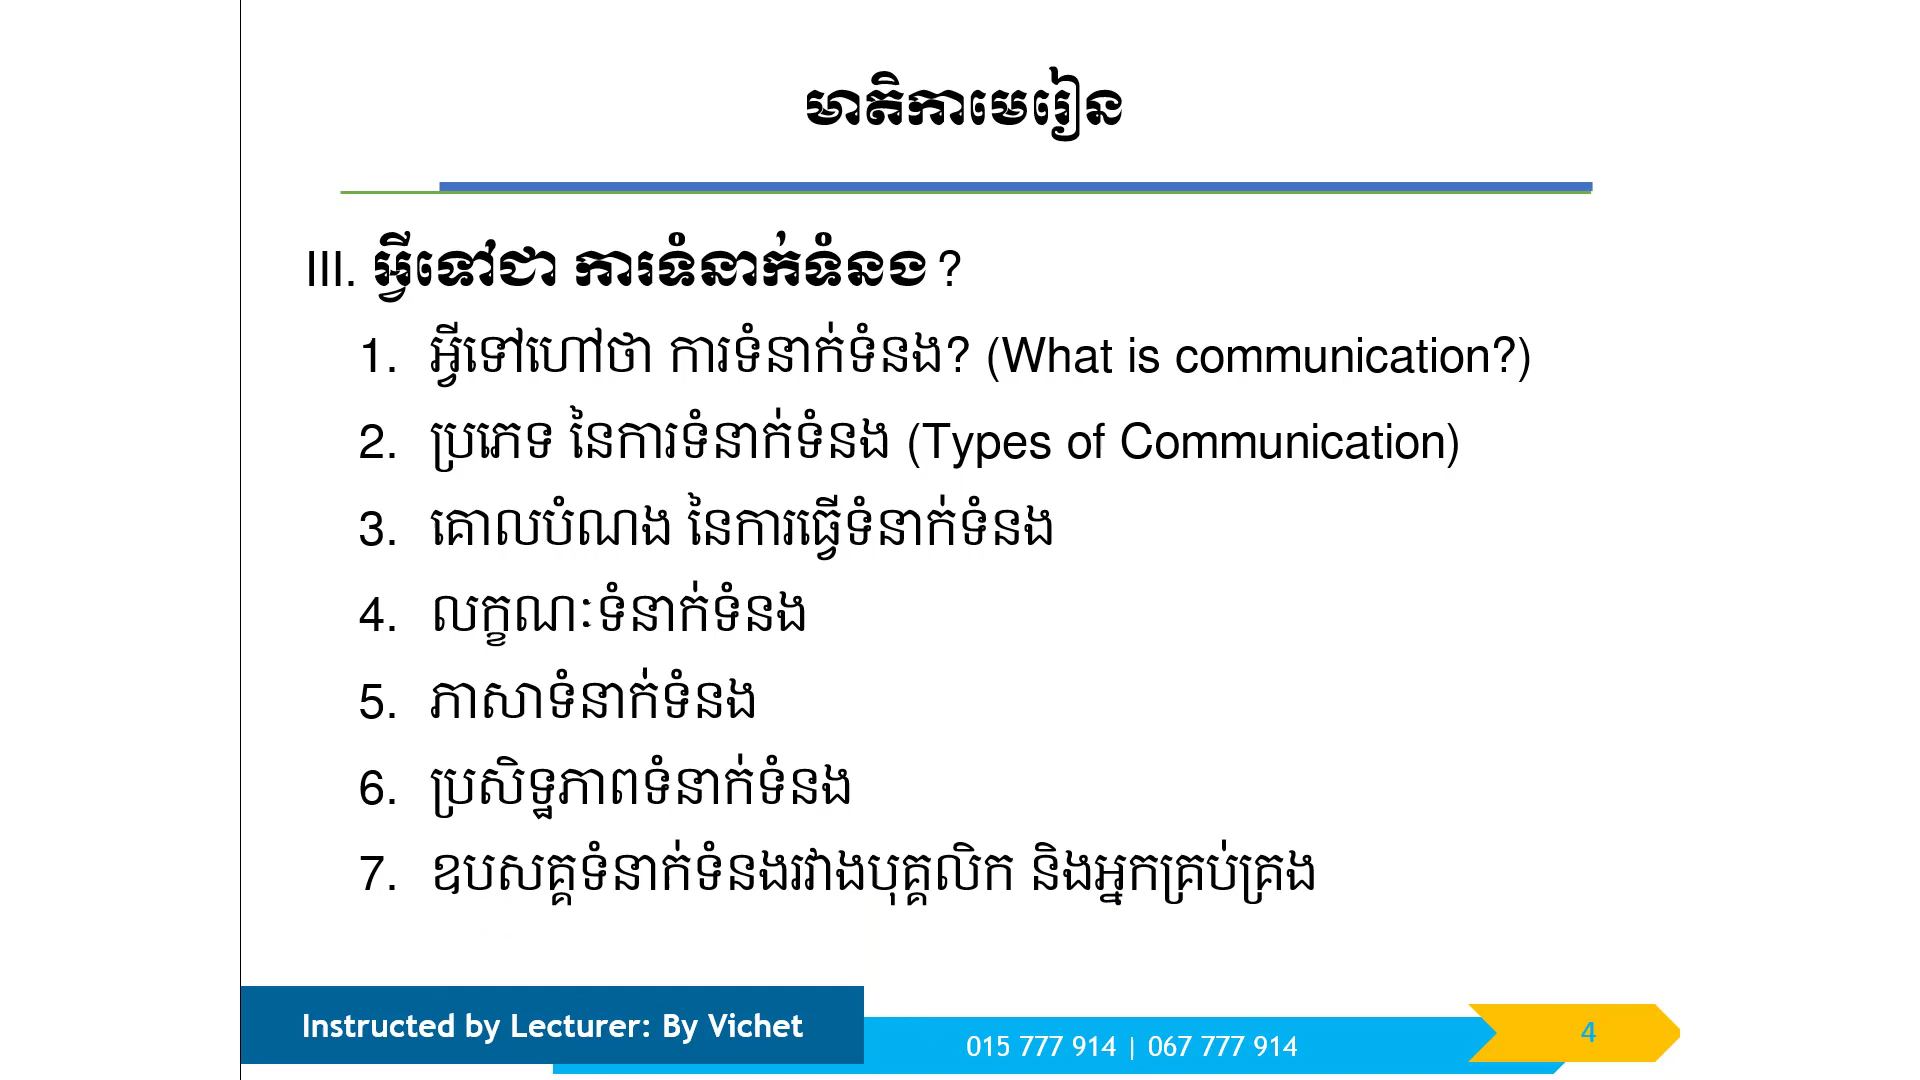 មាតិកាមេរៀន
III. អ្វីទៅជា ការទំនាក់ទំនង ?
1. អ្វីទៅហៅថា ការទំនាក់ទំនង? (What is communication?)
2. ប្រភេទ នៃការទំនាក់ទំនង (Types of Communication)
3. គោលបំណង នៃការធ្វើទំនាក់ទំនង
4. លក្ខណៈទំនាក់ទំនង
5. ភាសាទំនាក់ទំនង
6. ប្រសិទ្ឋភាពទំនាក់ទំនង
7. ឧបសគ្គទំនាក់ទំនងរវាងបុគ្គលិក និងអ្នកគ្រប់គ្រង
Instructed by Lecturer: By Vichet
015 777 914 | 067 777 914
4